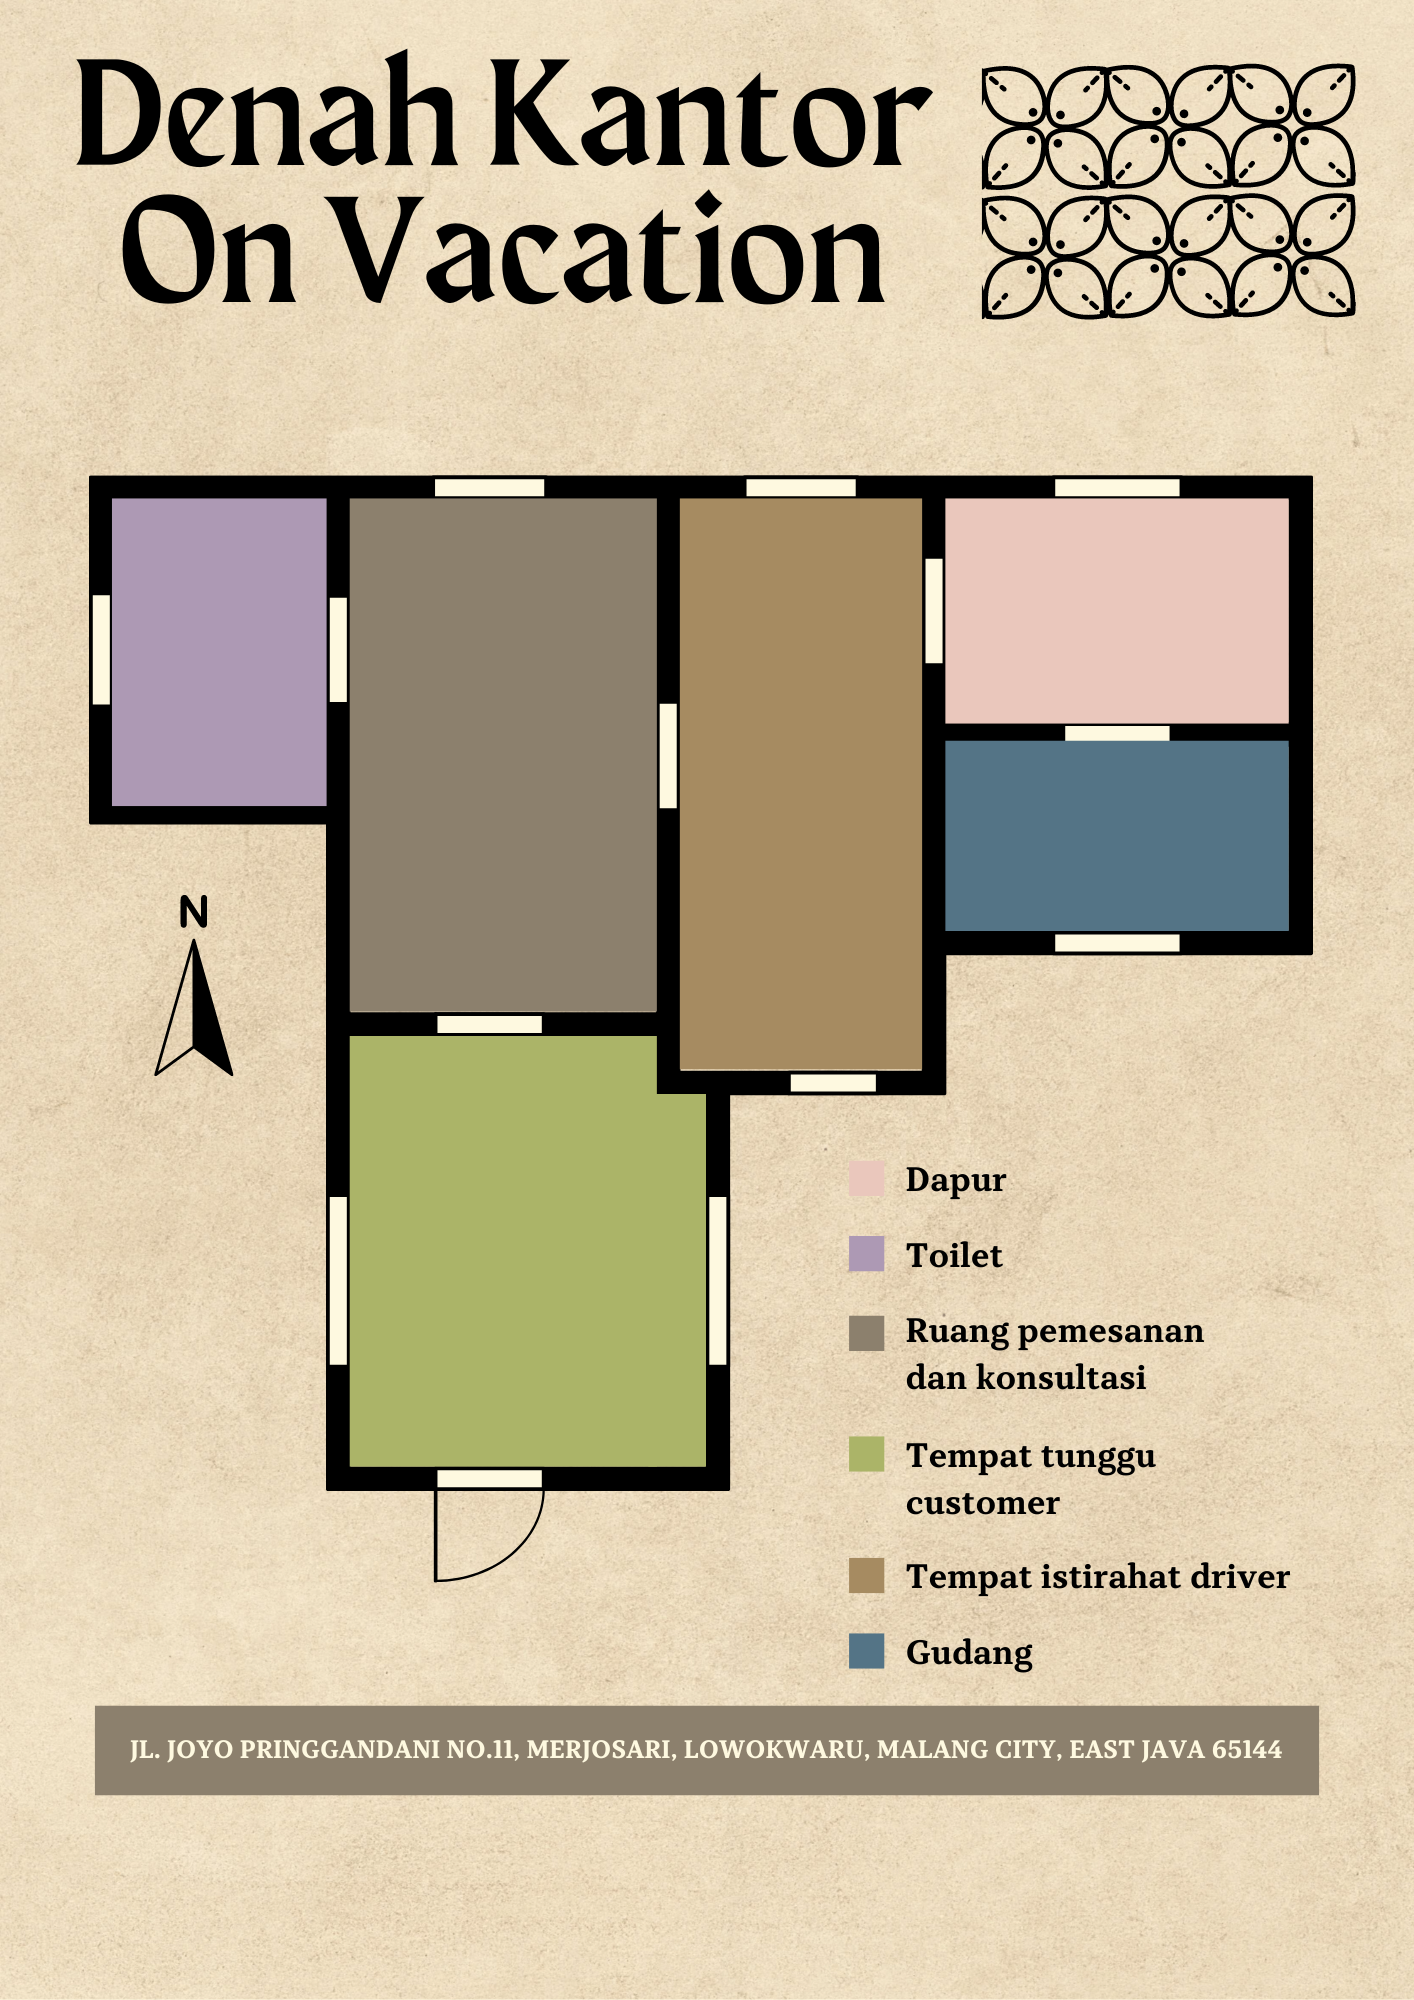 Denah Kantor
On Vacation
N
Dapur
Toilet
Ruang pemesanan
dan konsultasi
Tempat tunggu
customer
Tempat istirahat driver
Gudang
JL. JOYO PRINGGANDANI NO.11, MERJOSARI, LOWOKWARU, MALANG CITY, EAST JAVA 65144